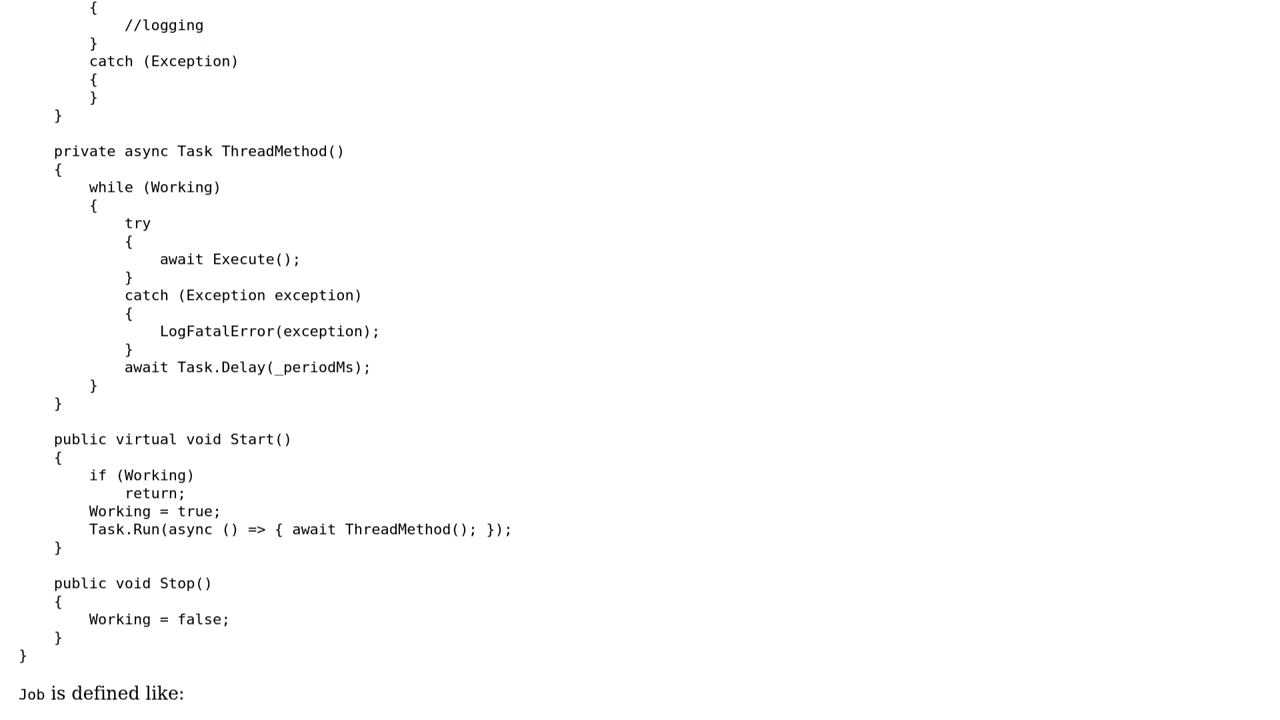 {
//logging
}
catch (Exception)
{
}
}
private async Task ThreadMethod()
{
while (Working)
{
try
{
await Execute();
}
catch (Exception exception)
{
LogFatalError(exception);
}
await Task.Delay(_periodMs);
}
}
public virtual void Start()
{
if (Working)
return;
Working = true;
Task.Run(async () => { await ThreadMethod(); });
}
public void Stop()
{
Working = false;
}
}
Job is defined like: